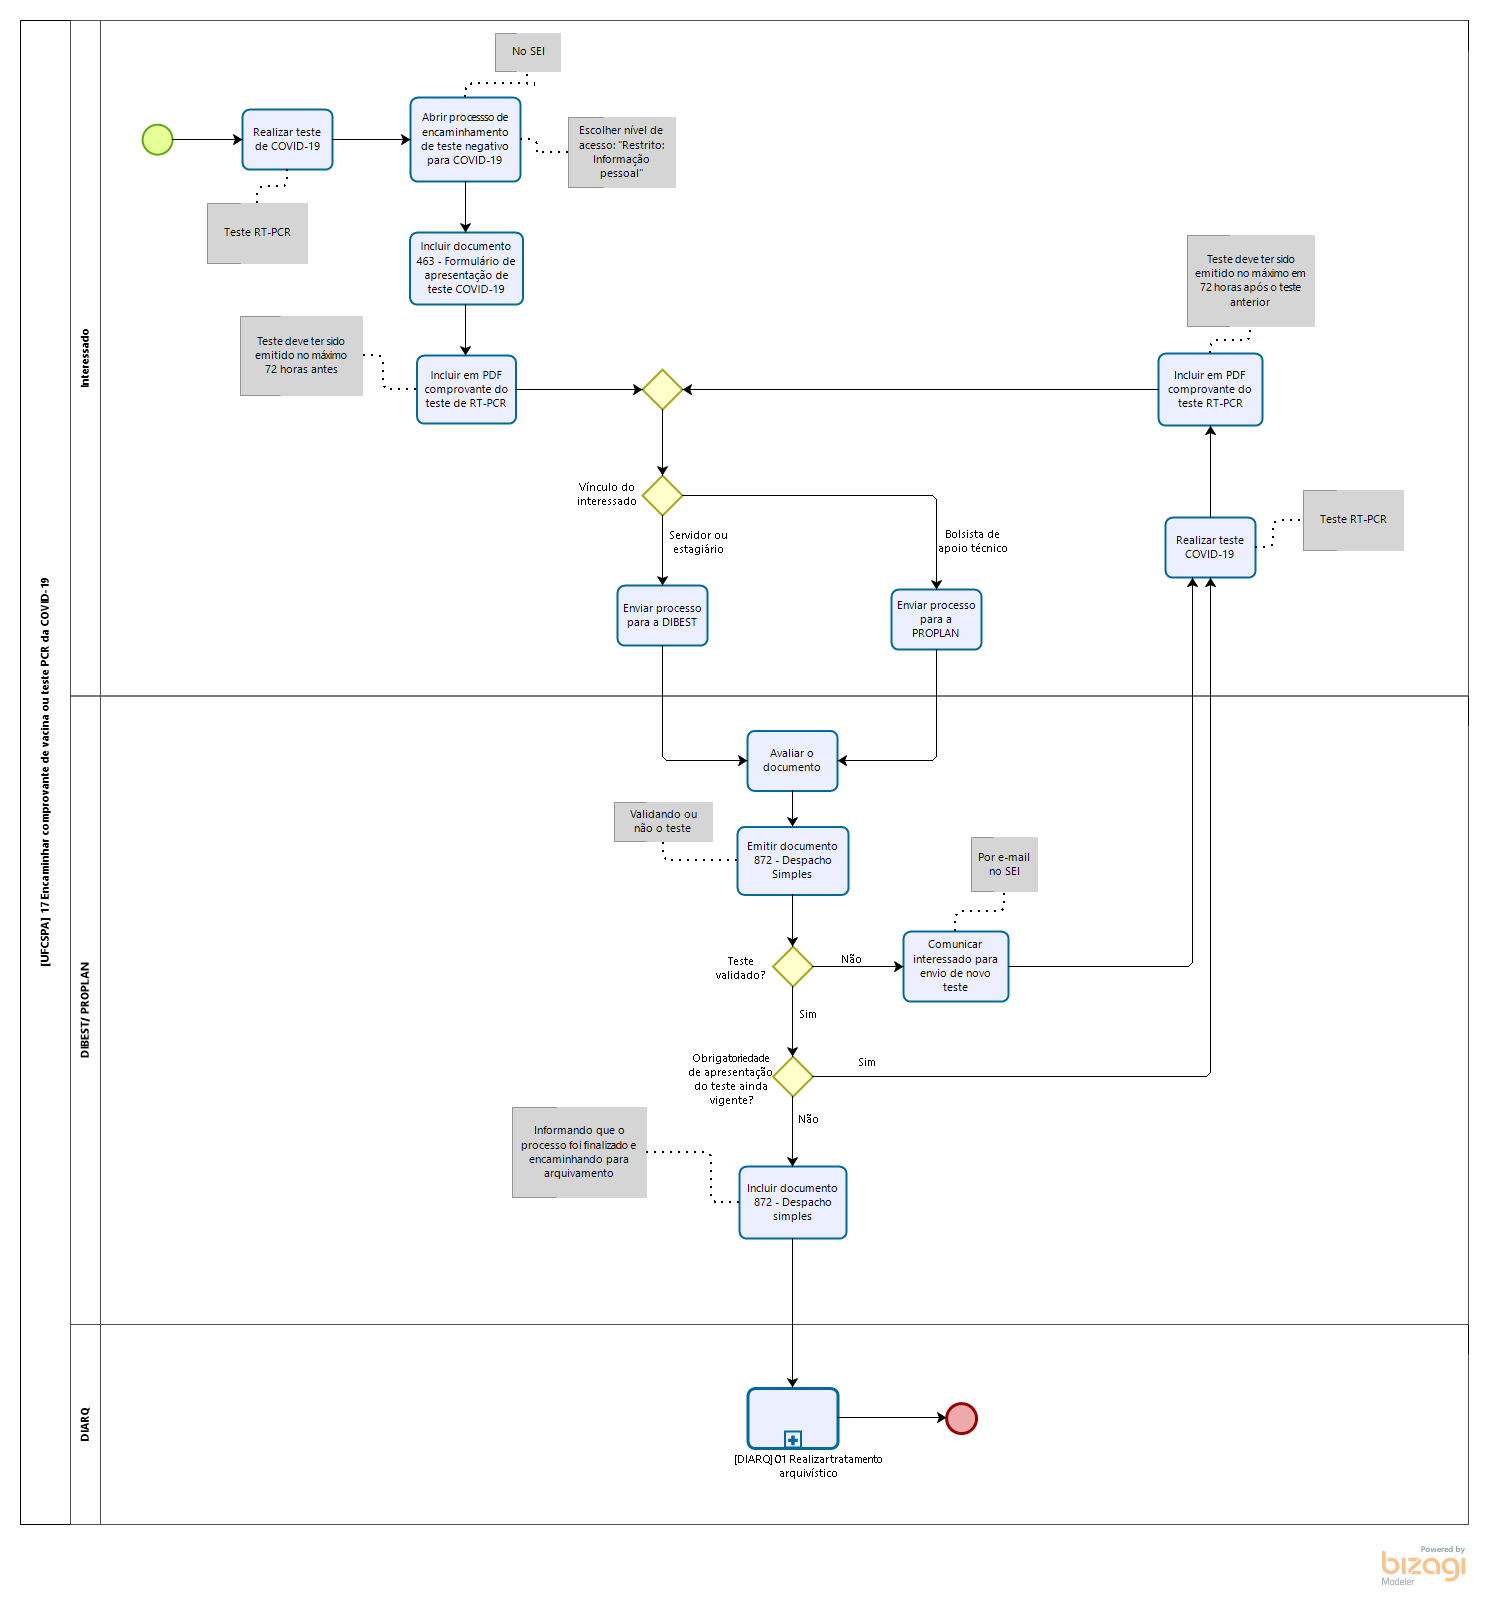 [UFCSPA] 17 Encaminhar comprovante de vacina ou teste PCR da COVID-19
Interessado
No SEI
Realizar teste
de COVID-19
Abrir processso de
encaminhamento
de teste negativo
para COVID-19
Escolher nível de
acesso: "Restrito:
Informação
pessoal"
Teste RT-PCR
Incluir documento
463 - Formulário de
apresentação de
teste COVID-19
Teste deve ter sido
emitido no máximo em
72 horas após o teste
anterior
Teste deve ter sido
emitido no máximo
72 horas antes
Incluir em PDF
comprovante do
teste de RT-PCR
Incluir em PDF
comprovante do
teste RT-PCR
Vínculo do
interessado
Servidor ou
estagiário
Bolsista de
apoio técnico
Teste RT-PCR
Realizar teste
COVID-19
Enviar processo
para a DIBEST
Enviar processo
para a
PROPLAN
DIBEST/ PROPLAN
Avaliar o
documento
Validando ou
não o teste
Emitir documento
872 - Despacho
Simples
Por e-mail
no SEI
Teste
validado?
Não
Comunicar
interessado para
envio de novo
teste
Sim
Obrigatoriedade
de apresentação
do teste ainda
vigente?
Sim
Não
Informando que o
processo foi finalizado e
encaminhando para
arquivamento
Incluir documento
872 - Despacho
simples
DIARQ
[DIARQ] 01 Realizar tratamento
arquivístico
Powered by
bizagi
Modeler